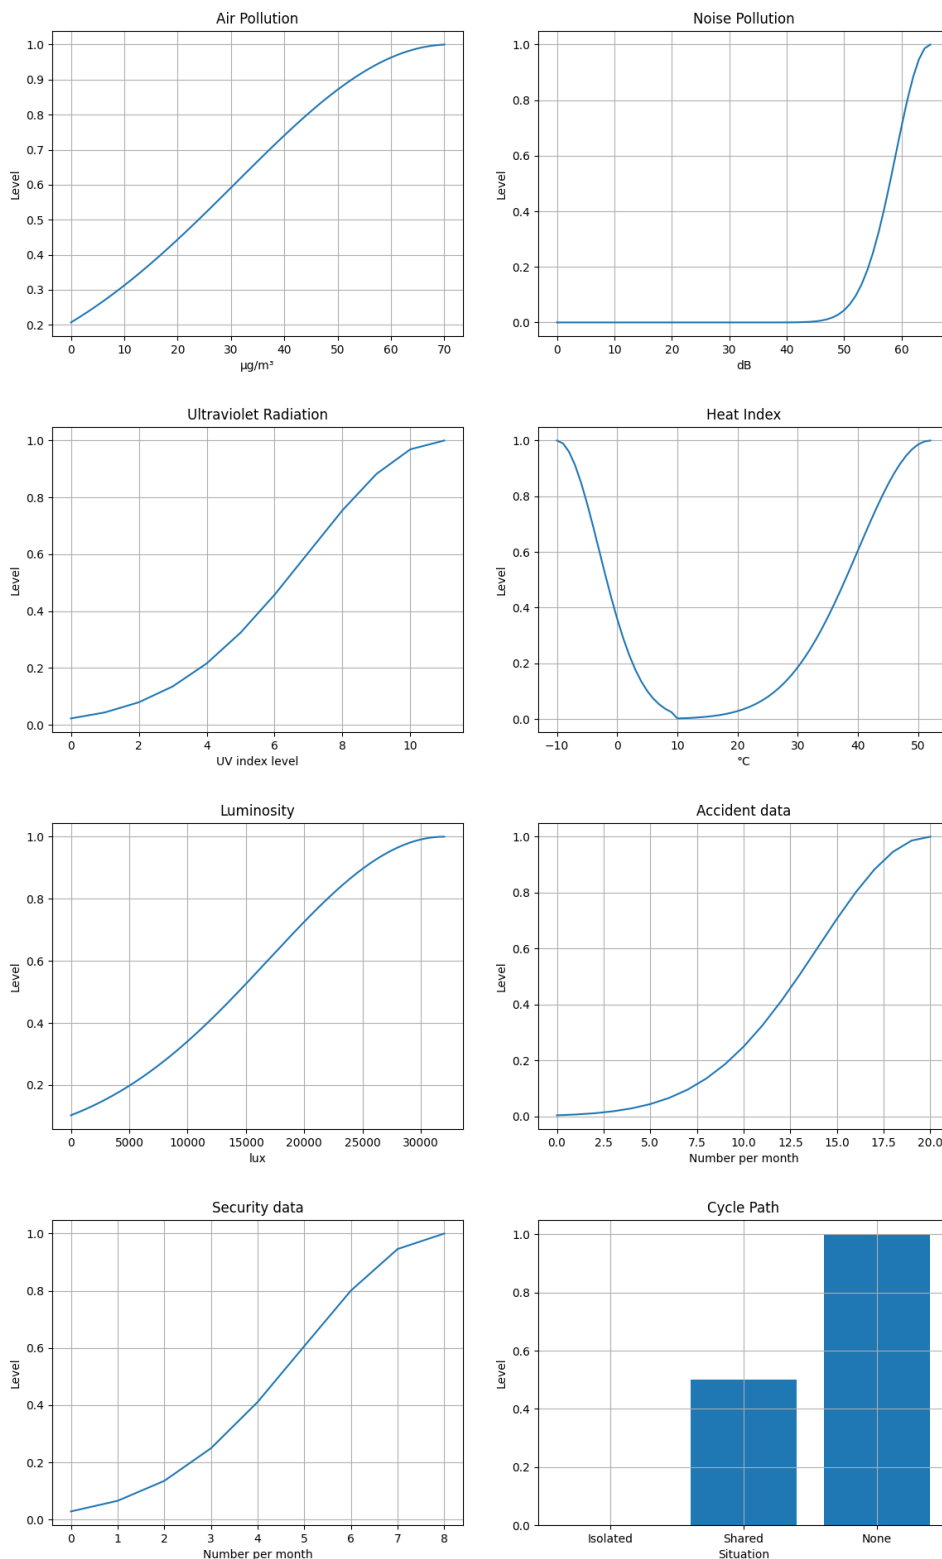 Air Pollution
1.0
0.9
0.8
0.7
0.6
0.5
0.4
0.3
0.2
Level
0 10 20 30 40 50 60 70
µg/m³
Noise Pollution
1.0
0.8
0.6
0.4
0.2
0.0
Level
0 10 20 30 40 50 60
dB
Ultraviolet Radiation
1.0
0.8
0.6
0.4
0.2
0.0
Level
0 2 4 6 8 10
UV index level
Heat Index
1.0
0.8
0.6
0.4
0.2
0.0
Level
−10 0 10 20 30 40 50
°C
Luminosity
1.0
0.8
0.6
0.4
0.2
Level
0 5000 10000 15000 20000 25000 30000
lux
Accident data
1.0
0.8
0.6
0.4
0.2
0.0
Level
0.0 2.5 5.0 7.5 10.0 12.5 15.0 17.5 20.0
Number per month
Security data
1.0
0.8
0.6
0.4
0.2
0.0
Level
0 1 2 3 4 5 6 7 8
Number per month
Cycle Path
1.0
0.8
0.6
0.4
0.2
0.0
Level
Isolated Shared None
Situation